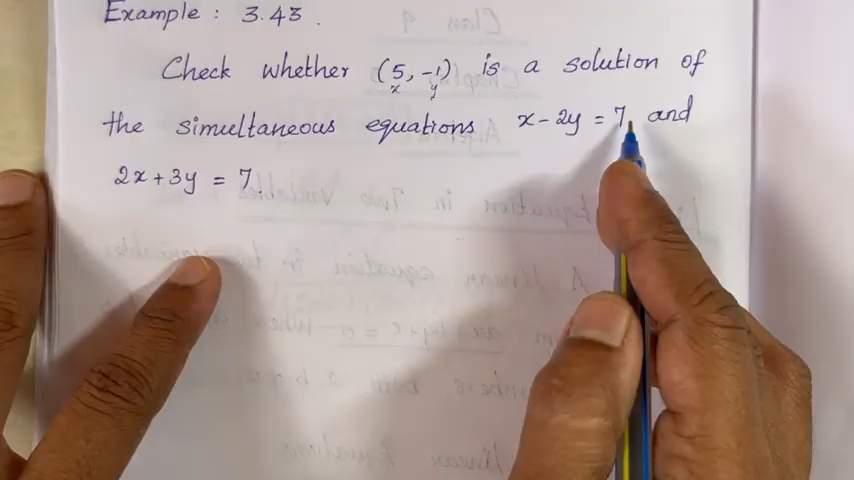 Example : 3.43.
Check whether (5, -1) is a solution of
x y
the simultaneous equations x - 2y = 7, and
2x + 3y = 7.